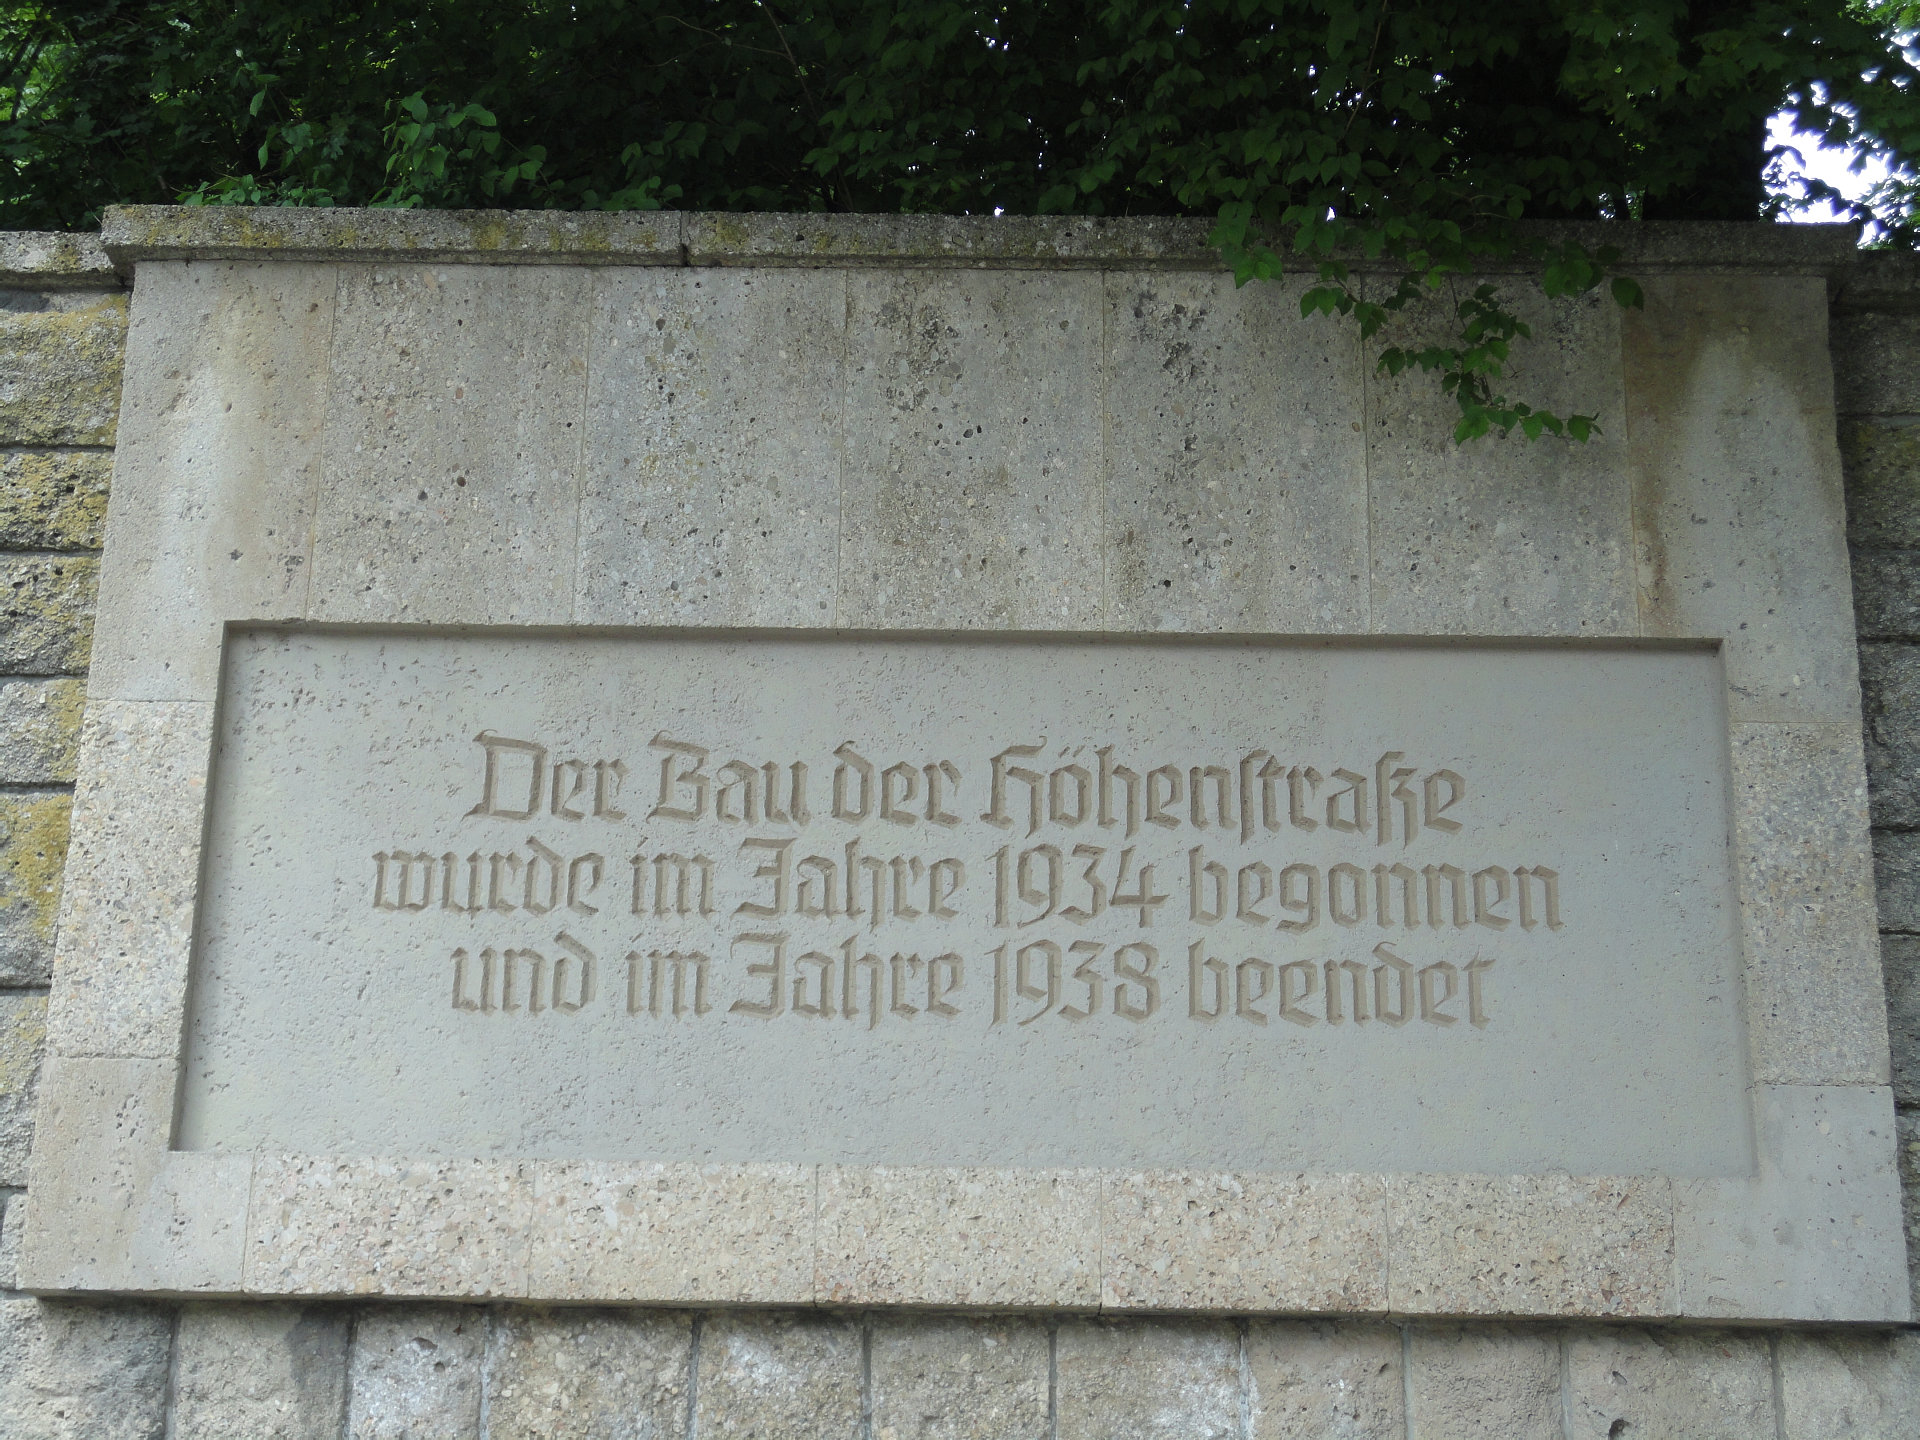 Der Bau der Höhenſtraße
wurde im Jahre 1934 begonnen
und im Jahre 1938 beendet